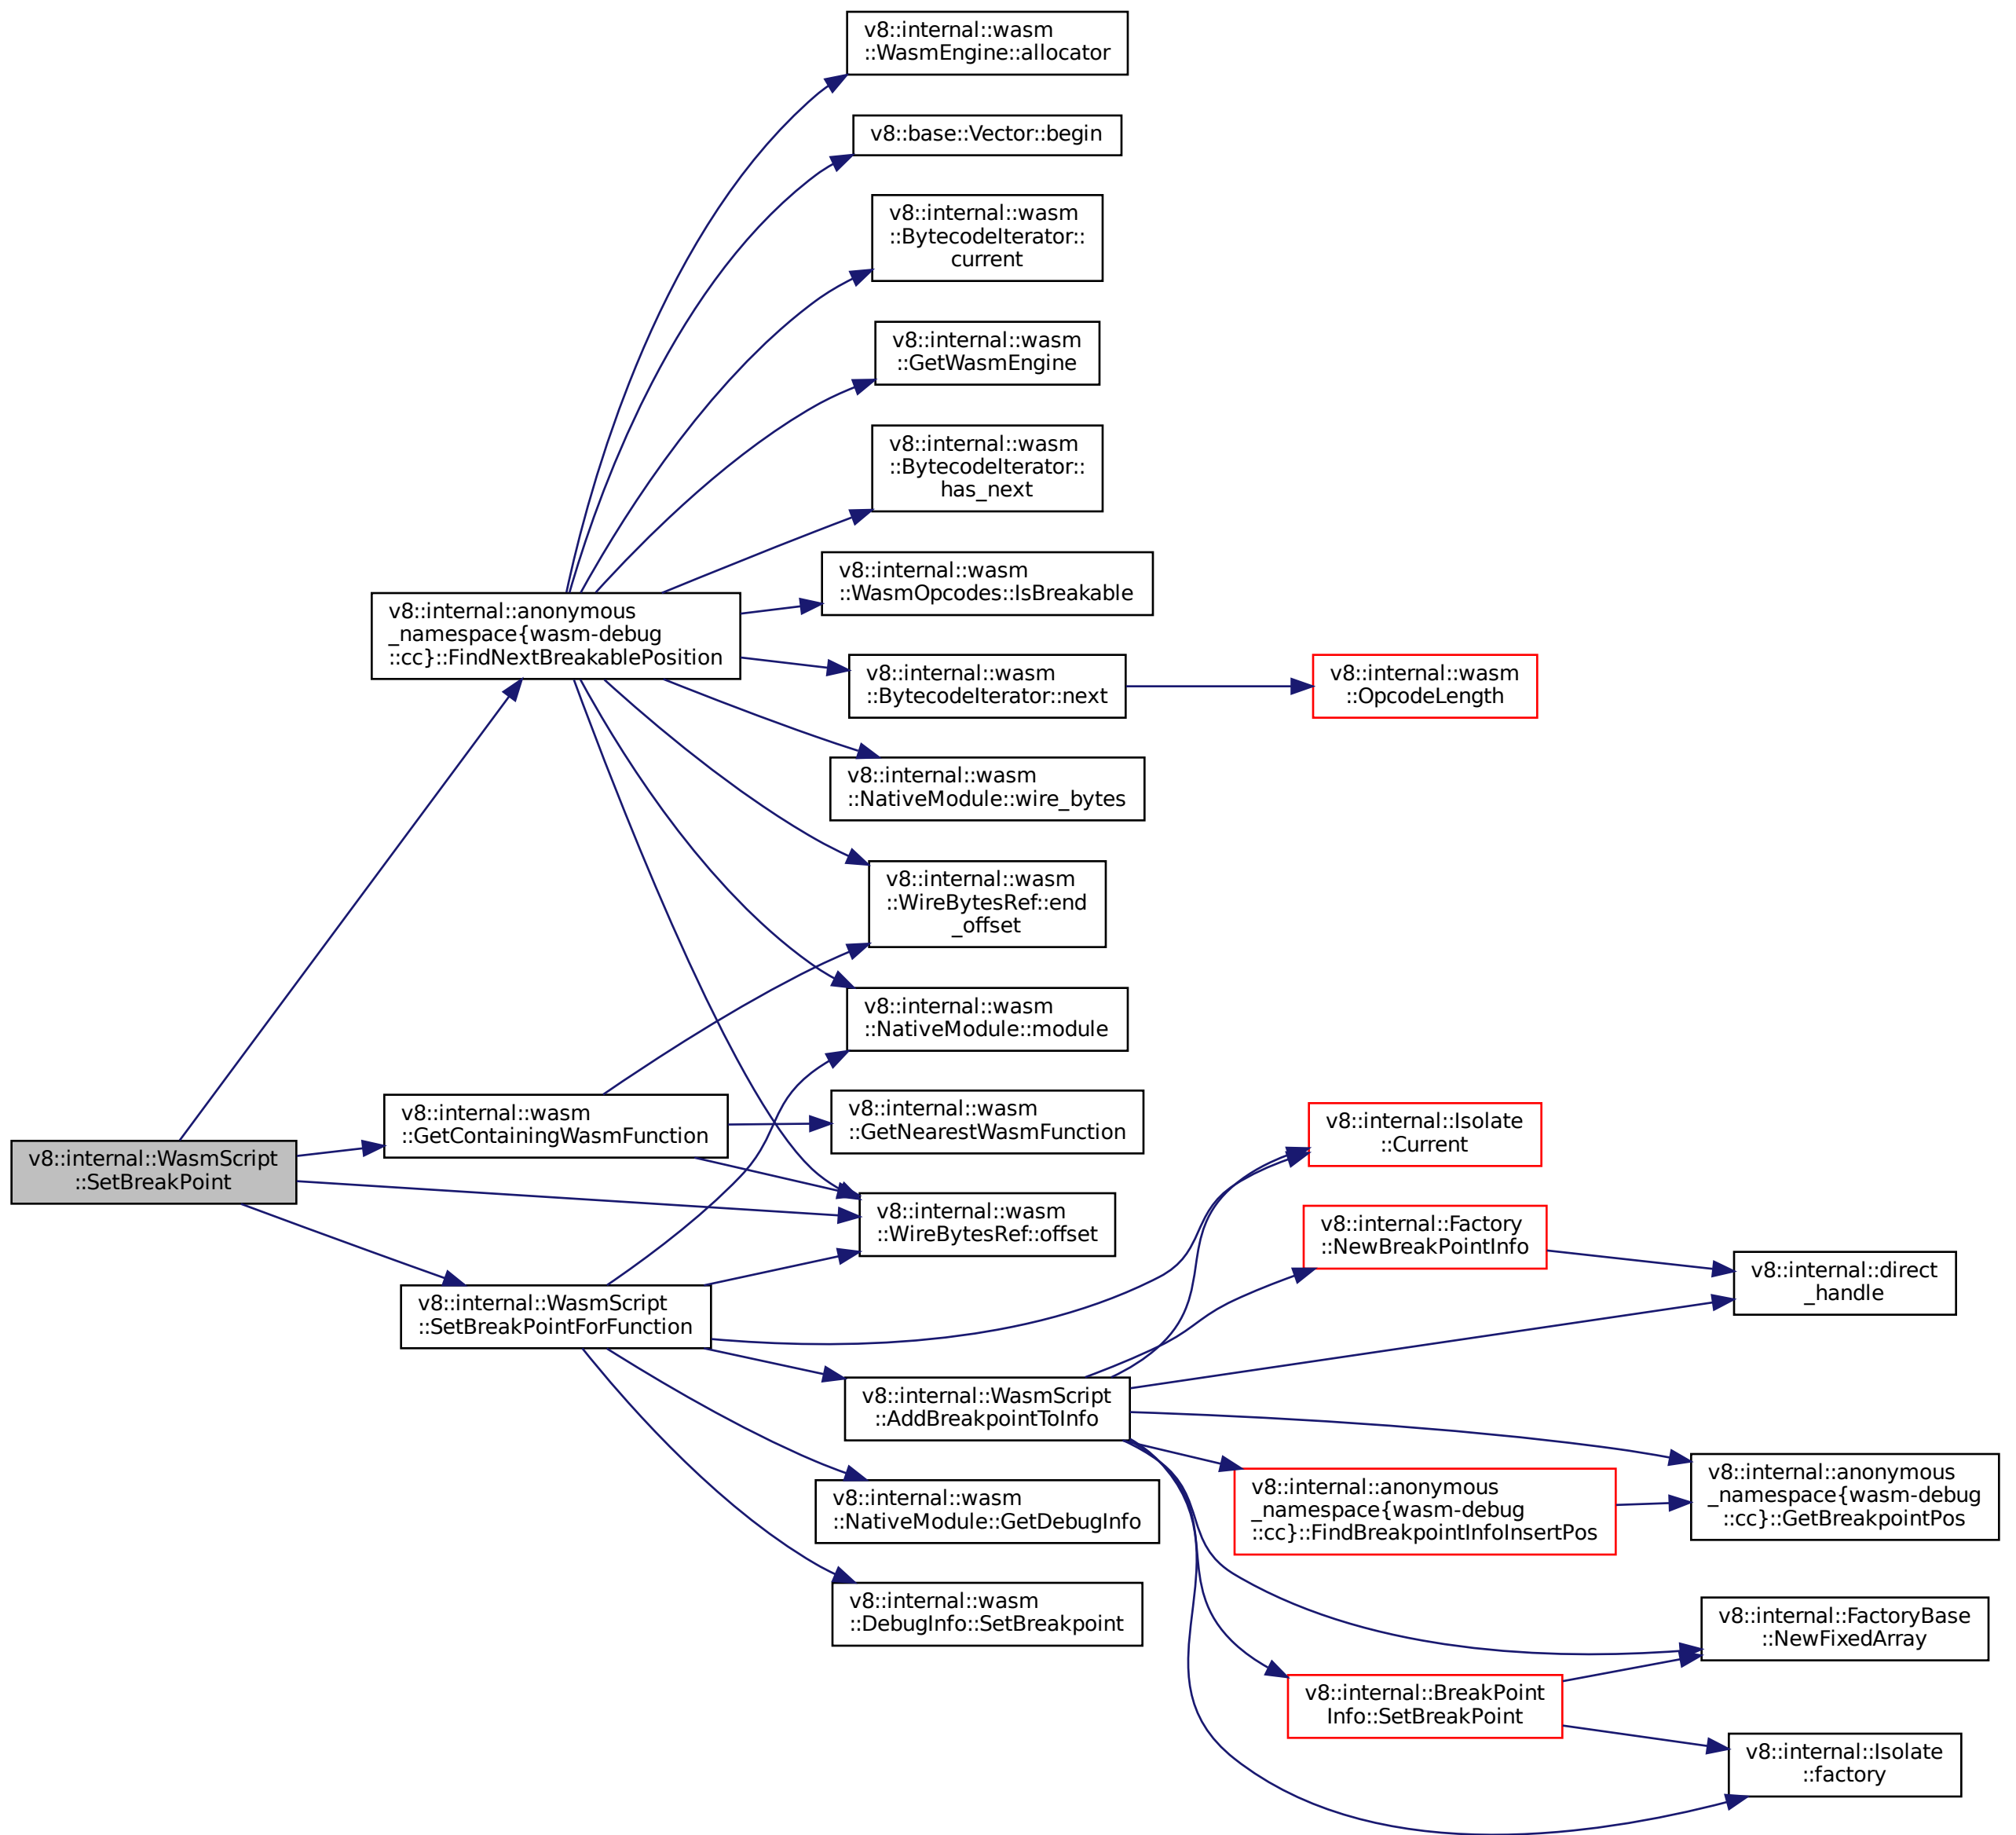 v8::internal::wasm
::WasmEngine::allocator
v8::base::Vector::begin
v8::internal::wasm
::BytecodeIterator::
current
v8::internal::wasm
::GetWasmEngine
v8::internal::wasm
::BytecodeIterator::
has_next
v8::internal::wasm
::WasmOpcodes::IsBreakable
v8::internal::anonymous
_namespace{wasm-debug
::cc}::FindNextBreakablePosition
v8::internal::wasm
::BytecodeIterator::next
v8::internal::wasm
::OpcodeLength
v8::internal::wasm
::NativeModule::wire_bytes
v8::internal::wasm
::WireBytesRef::end
_offset
v8::internal::wasm
::NativeModule::module
v8::internal::wasm
::GetContainingWasmFunction
v8::internal::wasm
::GetNearestWasmFunction
v8::internal::Isolate
::Current
v8::internal::WasmScript
::SetBreakPoint
v8::internal::wasm
::WireBytesRef::offset
v8::internal::Factory
::NewBreakPointInfo
v8::internal::direct
_handle
v8::internal::WasmScript
::SetBreakPointForFunction
v8::internal::WasmScript
::AddBreakpointToInfo
v8::internal::wasm
::NativeModule::GetDebugInfo
v8::internal::anonymous
_namespace{wasm-debug
::cc}::FindBreakpointInfoInsertPos
v8::internal::anonymous
_namespace{wasm-debug
::cc}::GetBreakpointPos
v8::internal::wasm
::DebugInfo::SetBreakpoint
v8::internal::FactoryBase
::NewFixedArray
v8::internal::BreakPoint
Info::SetBreakPoint
v8::internal::Isolate
::factory